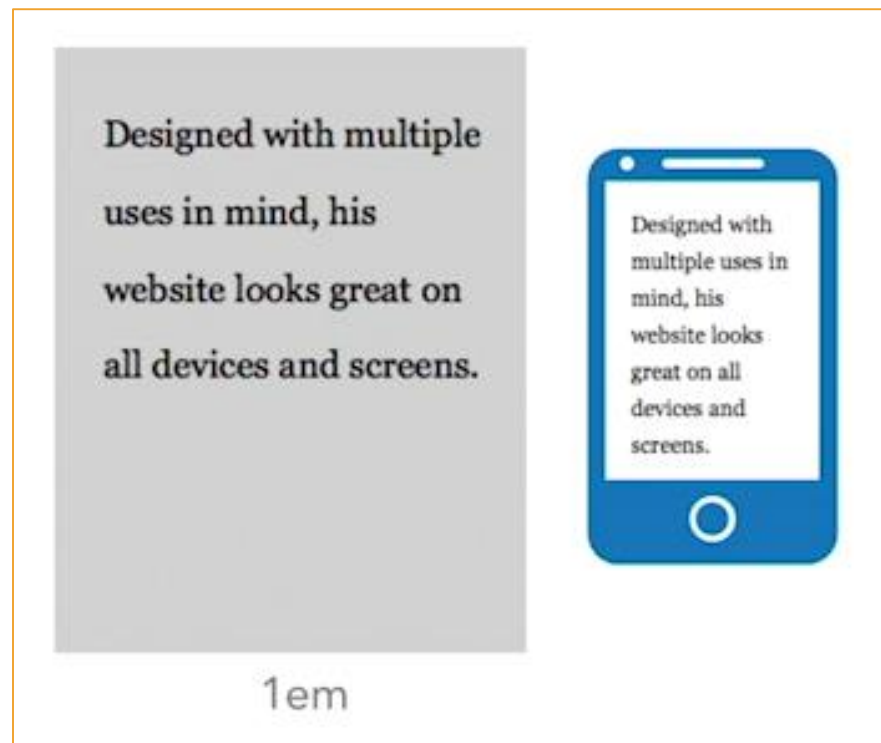 Designed with multiple
uses in mind, his
website looks great on
all devices and screens.
1em
Designed with
multiple uses in
mind, his
website looks
great on all
devices and
screens.